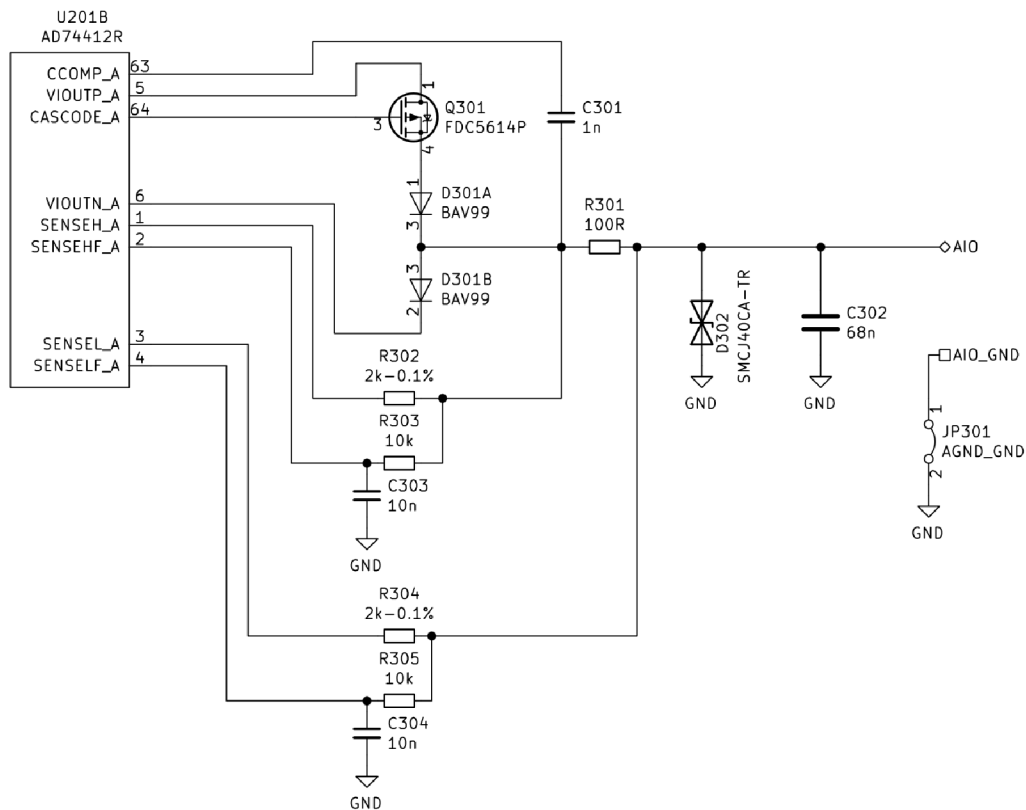 U201B
AD74412R
CCOMP_A 63
VIOUTP_A 5
CASCODE_A 64
VIOUTN_A 6
SENSEH_A 1
SENSEHF_A 2
SENSEL_A 3
SENSELF_A 4
1
3
Q301
FDC5614P
4
C301
1n
1
D301A
BAV99
3
R301
100R
AIO
3
D301B
BAV99
2
D302
SMCJ40CA-TR
GND
C302
68n
GND
AIO_GND
1
JP301
AGND_GND
2
GND
R302
2k-0.1%
R303
10k
C303
10n
GND
R304
2k-0.1%
R305
10k
C304
10n
GND